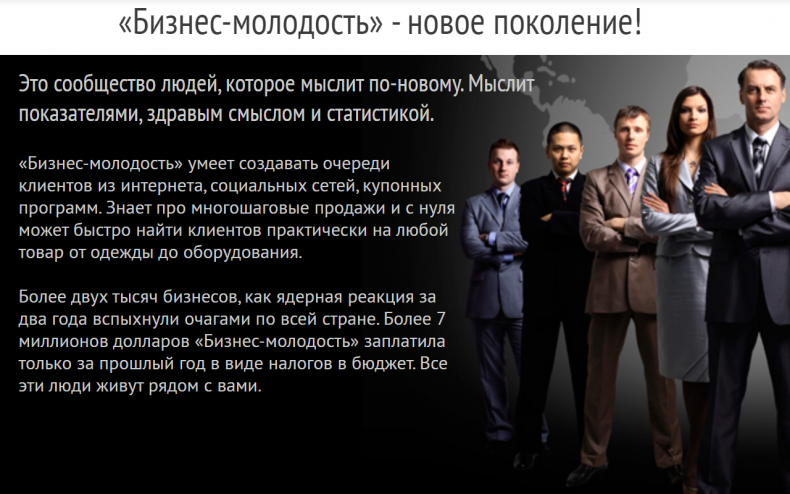 «Бизнес-молодость» - новое поколение!
Это сообщество людей, которое мыслит по-новому. Мыслит
показателями, здравым смыслом и статистикой.
«Бизнес-молодость» умеет создавать очереди
клиентов из интернета, социальных сетей, купонных
программ. Знает про многошаговые продажи и с нуля
может быстро найти клиентов практически на любой
товар от одежды до оборудования.
Более двух тысяч бизнесов, как ядерная реакция за
два года вспыхнули очагами по всей стране. Более 7
миллионов долларов «Бизнес-молодость» заплатила
только за прошлый год в виде налогов в бюджет. Все
эти люди живут рядом с вами.